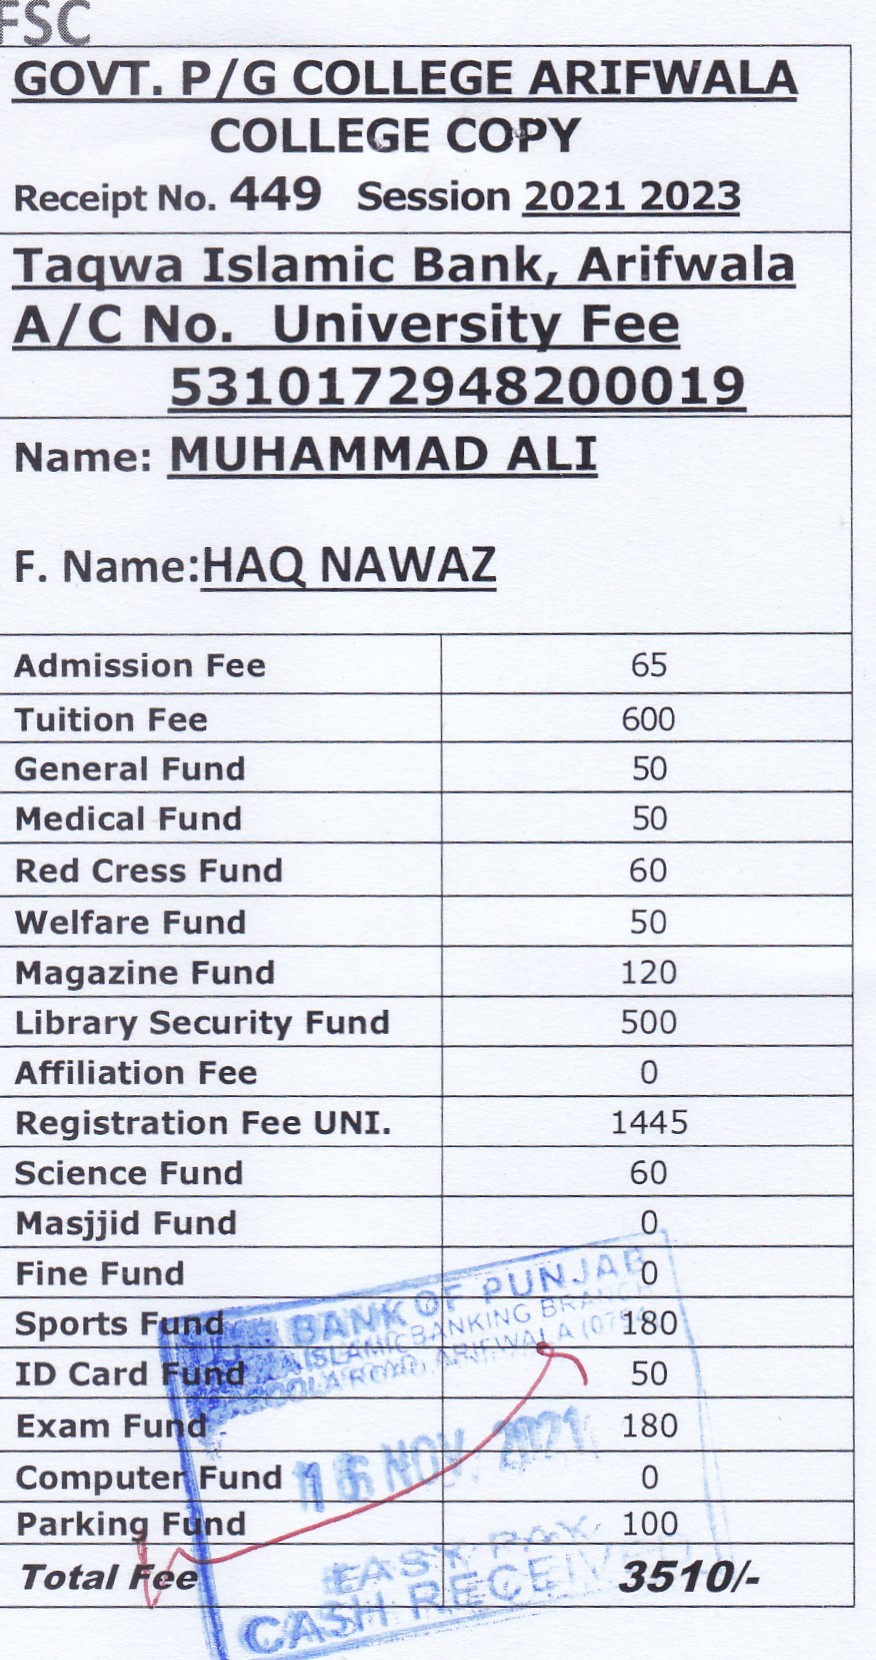 FSC
GOVT. P/G COLLEGE ARIFWALA
COLLEGE COPY
Receipt No. 449 Session 2021 2023
Taqwa Islamic Bank, Arifwala
A/C No. University Fee
5310172948200019
Name: MUHAMMAD ALI
F. Name:HAQ NAWAZ
Admission Fee 65
Tuition Fee 600
General Fund 50
Medical Fund 50
Red Cress Fund 60
Welfare Fund 50
Magazine Fund 120
Library Security Fund 500
Affiliation Fee 0
Registration Fee UNI. 1445
Science Fund 60
Masjjid Fund 0
Fine Fund 0
Sports Fund 180
ID Card Fund 50
Exam Fund 180
Computer Fund 0
Parking Fund 100
Total Fee 3510/-
BANK OF PUNJAB
ISLAMIC BANKING BRANCH
ROAD, ARIFWALA
16 NOV 2021
EASY PAY
CASH RECEIVED